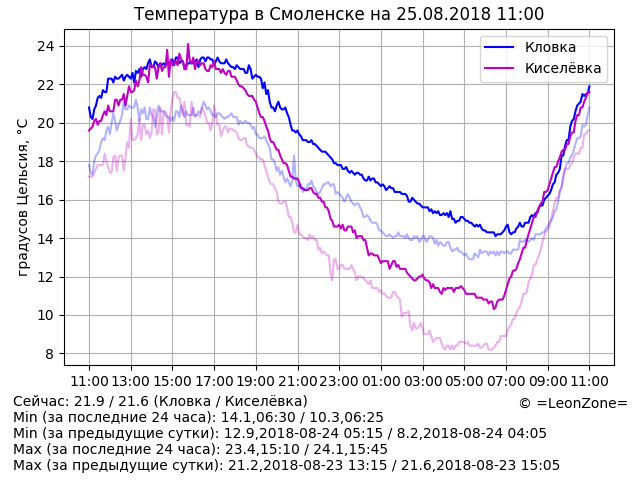 Температура в Смоленске на 25.08.2018 11:00
Кловка
Киселёвка
градусов Цельсия, °C
24
22
20
18
16
14
12
10
8
11:00 13:00 15:00 17:00 19:00 21:00 23:00 01:00 03:00 05:00 07:00 09:00 11:00
Сейчас: 21.9 / 21.6 (Кловка / Киселёвка)
© =LeonZone=
Min (за последние 24 часа): 14.1,06:30 / 10.3,06:25
Min (за предыдущие сутки): 12.9,2018-08-24 05:15 / 8.2,2018-08-24 04:05
Max (за последние 24 часа): 23.4,15:10 / 24.1,15:45
Max (за предыдущие сутки): 21.2,2018-08-23 13:15 / 21.6,2018-08-23 15:05